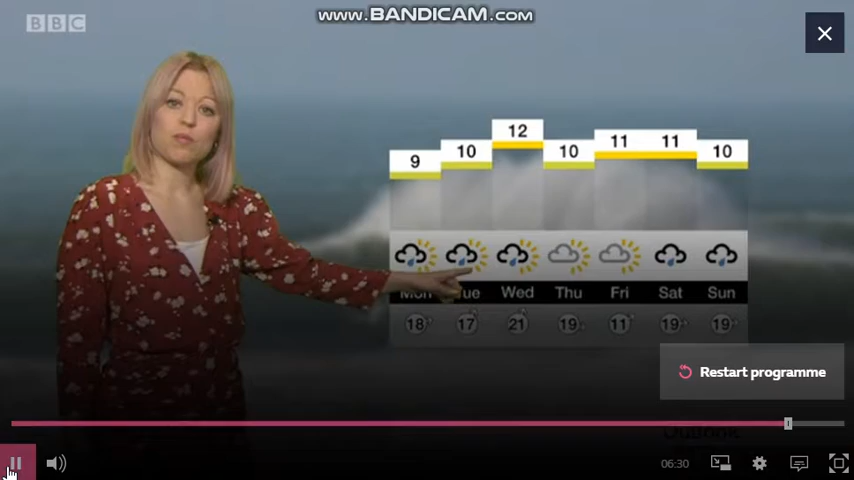 BBC
www.BANDICAM.com
9 10 12 10 11 11 10
Mon Tue Wed Thu Fri Sat Sun
18 17 21 19 11 19 19
Restart programme
Outlook
06:30